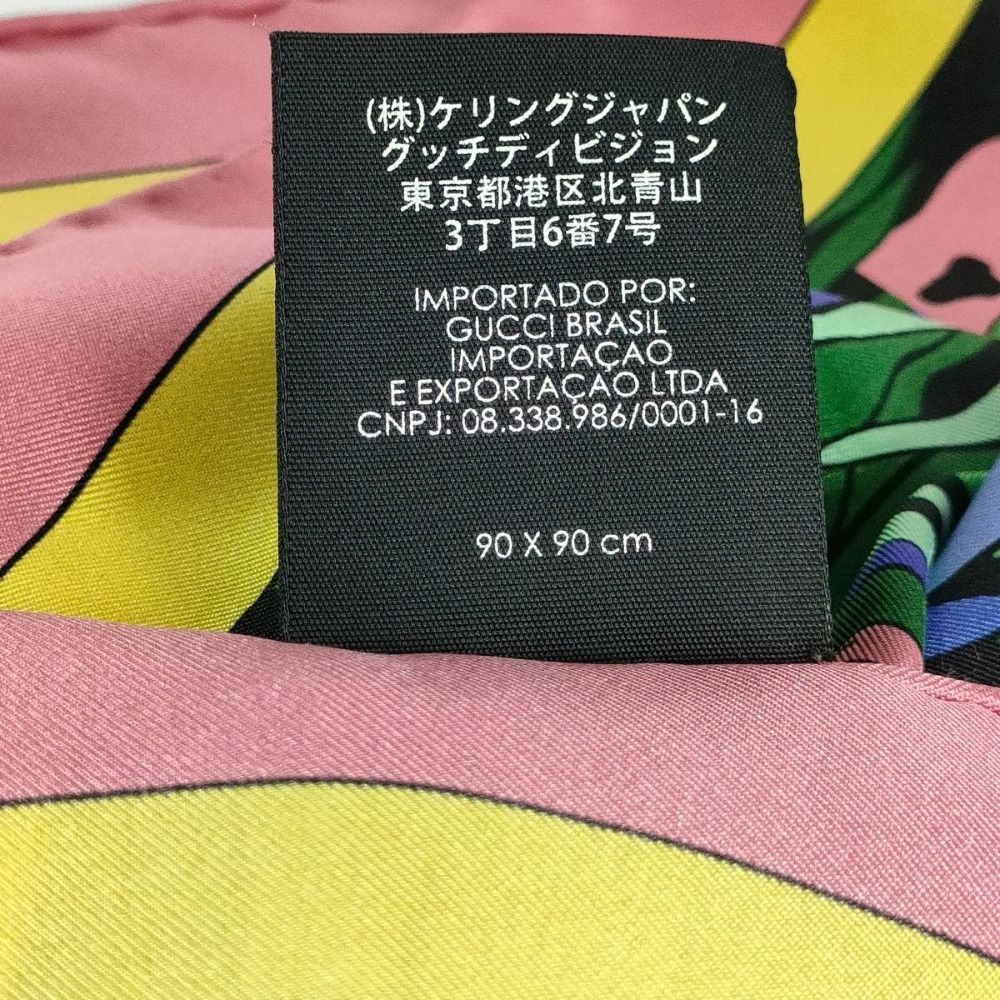 (株)ケリングジャパン
グッチディビジョン
東京都港区北青山
3丁目6番7号
IMPORTADO POR:
GUCCI BRASIL
IMPORTAÇAO
E EXPORTAÇAO LTDA
CNPJ: 08.338.986/0001-16
90 X 90 cm